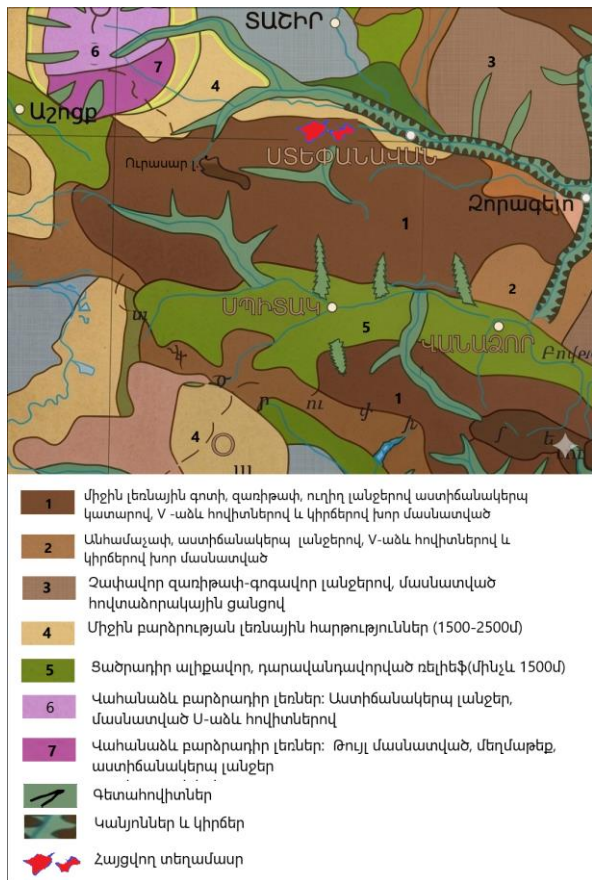 ՏԱՇԻՐ
6
7
3
4
Աշոցք
ՍՏԵՓԱՆԱՎԱՆ
Ուրասար լ.
Ձորագետ
1
2
ՍՊԻՏԱԿ
5
ՎԱՆԱՁՈՐ
1
4
1 միջին լեռնային գոտի, զառիթափ, ուղիղ լանջերով աստիճանակերպ
կատարով, V -աձև հովիտներով և կիրճերով խոր մասնատված
2 Անհամաչափ, աստիճանակերպ լանջերով, V-աձև հովիտներով և
կիրճերով խոր մասնատված
3 Չափավոր զառիթափ-գոգավոր լանջերով, մասնատված
հովտաձորակային ցանցով
4 Միջին բարձրության լեռնային հարթություններ (1500-2500մ)
5 Ցածրադիր ալիքավոր, դարավանդավորված ռելիեֆ(մինչև 1500մ)
6 Վահանաձև բարձրադիր լեռներ: Աստիճանակերպ լանջեր,
մասնատված Ս-աձև հովիտներով
7 Վահանաձև բարձրադիր լեռներ: Թույլ մասնատված, մեղմաթեք,
աստիճանակերպ լանջեր
Գետահովիտներ
Կանյոններ և կիրճեր
Հայցվող տեղամասր